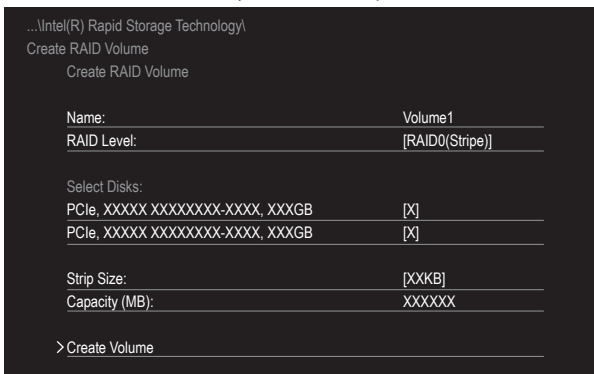 ...\Intel(R) Rapid Storage Technology\
Create RAID Volume
Create RAID Volume
Name: Volume1
RAID Level: [RAID0(Stripe)]
Select Disks:
PCIe, XXXXX XXXXXXXX-XXXX, XXXGB [X]
PCIe, XXXXX XXXXXXXX-XXXX, XXXGB [X]
Strip Size: [XXKB]
Capacity (MB): XXXXXX
>Create Volume